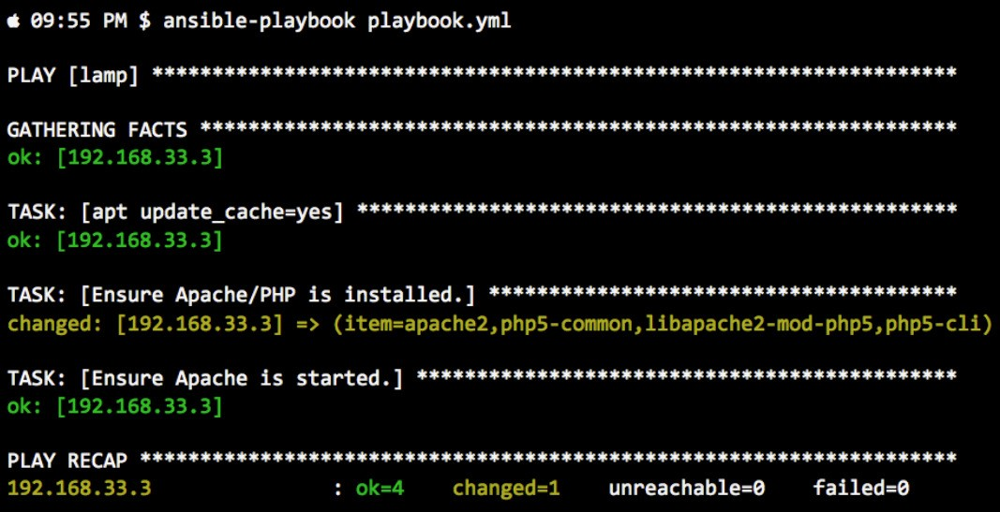 09:55 PM $ ansible-playbook playbook.yml
PLAY [lamp] *******************************************************************
GATHERING FACTS ***************************************************************
ok: [192.168.33.3]
TASK: [apt update_cache=yes] **************************************************
ok: [192.168.33.3]
TASK: [Ensure Apache/PHP is installed.] ***************************************
changed: [192.168.33.3] => (item=apache2,php5-common,libapache2-mod-php5,php5-cli)
TASK: [Ensure Apache is started.] *********************************************
ok: [192.168.33.3]
PLAY RECAP ********************************************************************
192.168.33.3               : ok=4    changed=1    unreachable=0    failed=0